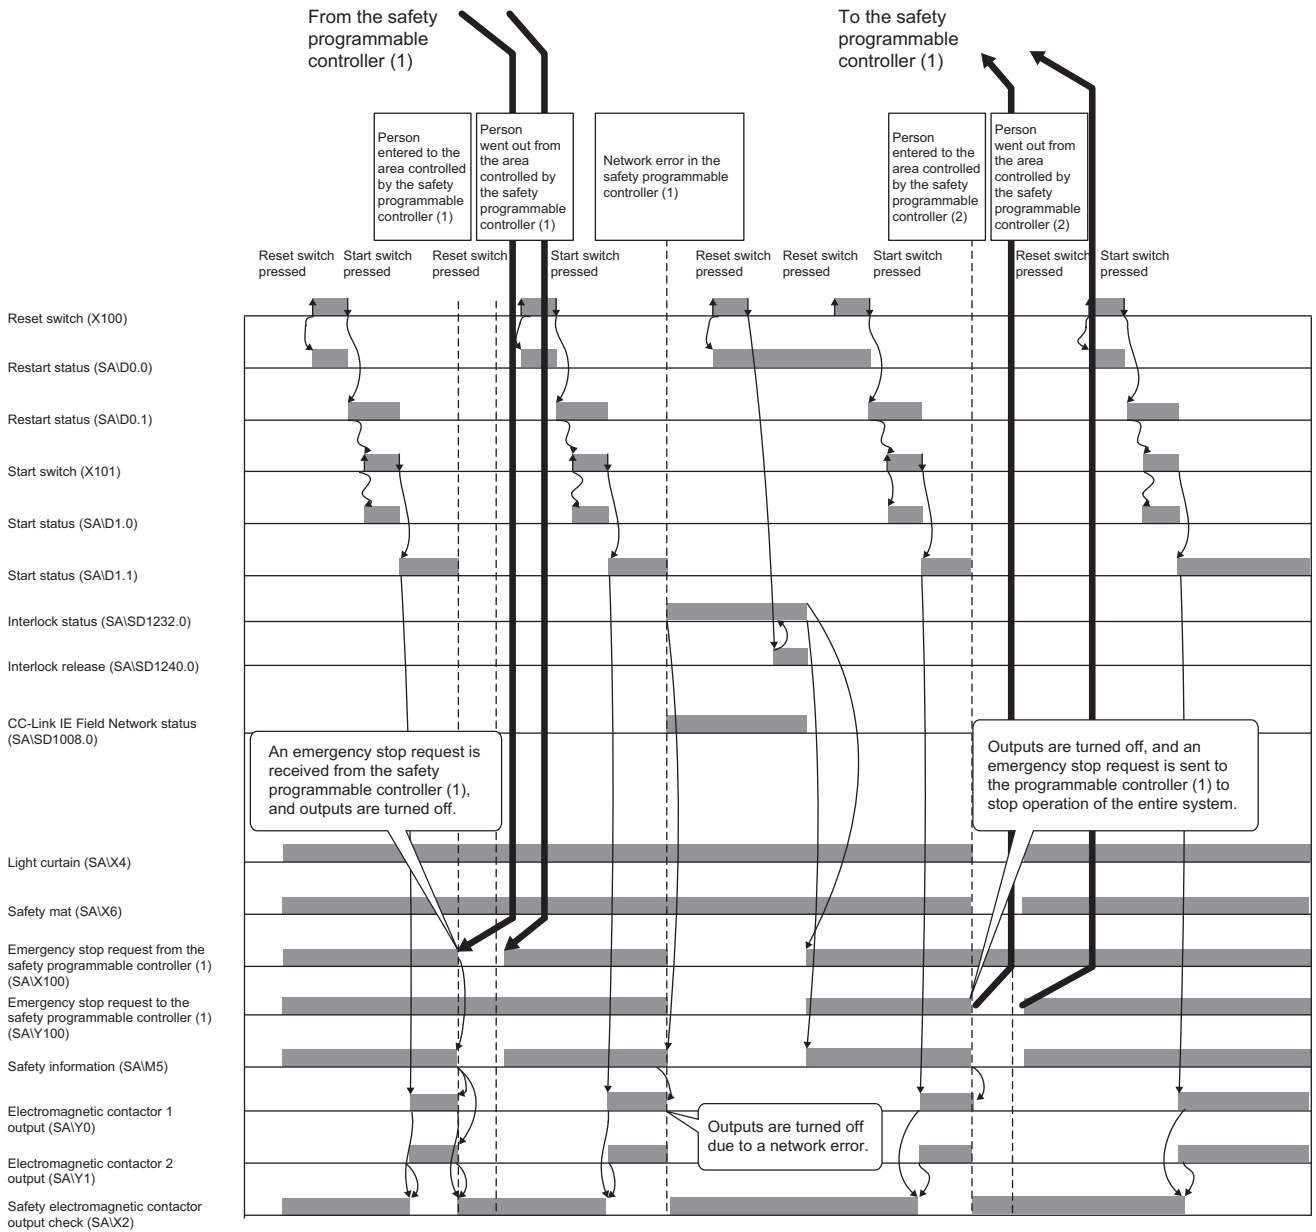 From the safety
programmable
controller (1)
To the safety
programmable
controller (1)
Person
entered to the
area controlled
by the safety
programmable
controller (1)
Person
went out from
the area
controlled by
the safety
programmable
controller (1)
Network error in the
safety programmable
controller (1)
Person
entered to the
area controlled
by the safety
programmable
controller (2)
Person
went out from
the area
controlled by
the safety
programmable
controller (2)
Reset switch
pressed
Start switch
pressed
Reset switch
pressed
Start switch
pressed
Reset switch
pressed
Reset switch
pressed
Start switch
pressed
Reset switch
pressed
Start switch
pressed
Reset switch (X100)
Restart status (SA\D0.0)
Restart status (SA\D0.1)
Start switch (X101)
Start status (SA\D1.0)
Start status (SA\D1.1)
Interlock status (SA\SD1232.0)
Interlock release (SA\SD1240.0)
CC-Link IE Field Network status
(SA\SD1008.0)
An emergency stop request is
received from the safety
programmable controller (1),
and outputs are turned off.
Outputs are turned off, and an
emergency stop request is sent to
the programmable controller (1) to
stop operation of the entire system.
Light curtain (SA\X4)
Safety mat (SA\X6)
Emergency stop request from the
safety programmable controller (1)
(SA\X100)
Emergency stop request to the
safety programmable controller (1)
(SA\Y100)
Safety information (SA\M5)
Electromagnetic contactor 1
output (SA\Y0)
Outputs are turned off
due to a network error.
Electromagnetic contactor 2
output (SA\Y1)
Safety electromagnetic contactor
output check (SA\X2)